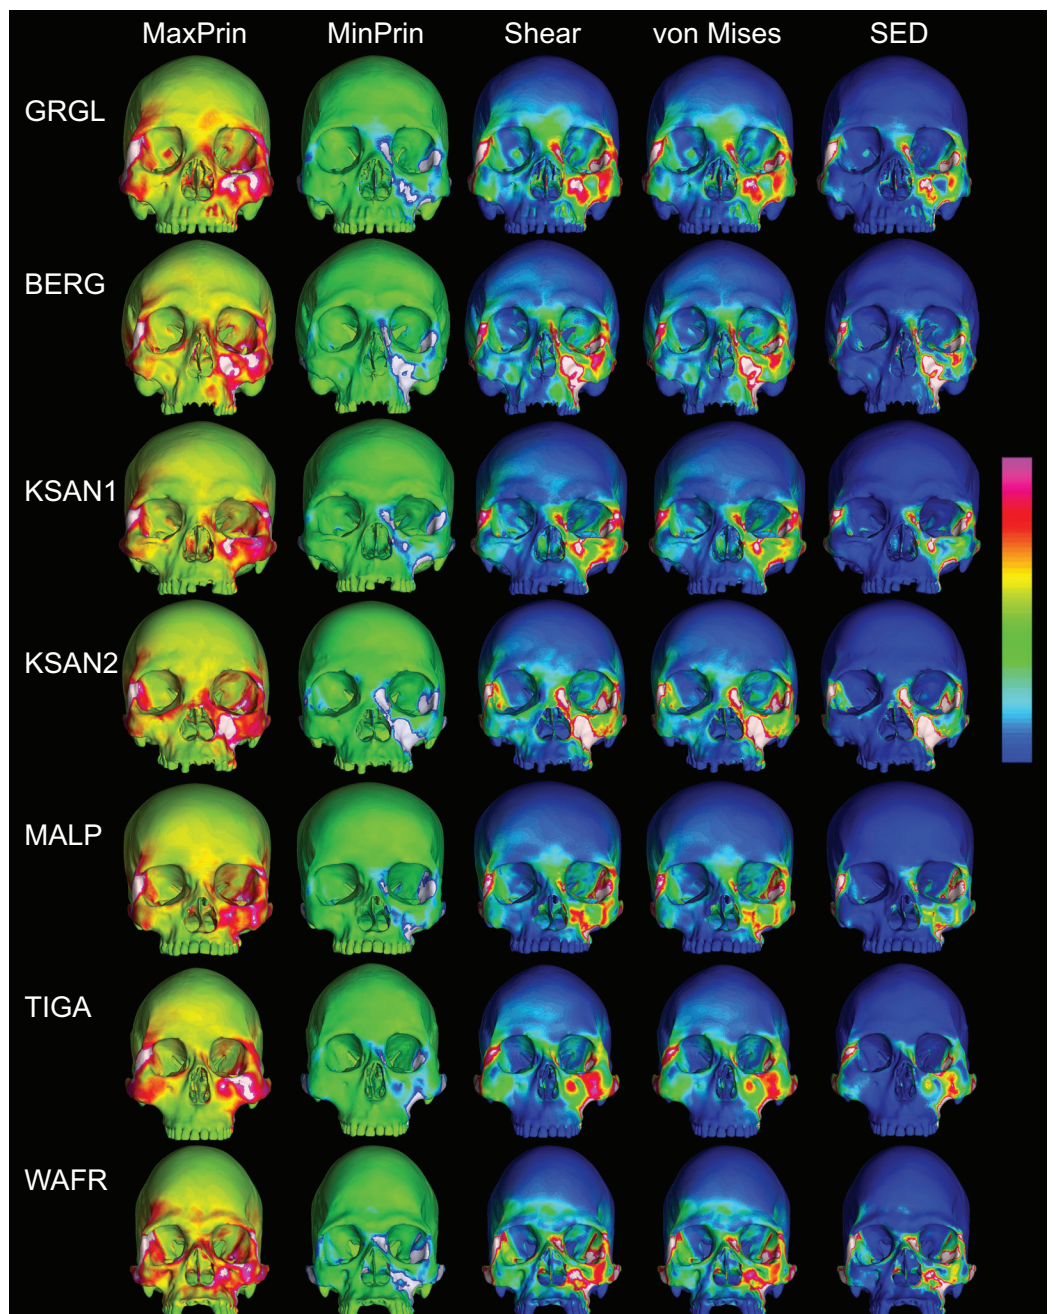 MaxPrin MinPrin Shear von Mises SED
GRGL
BERG
KSAN1
KSAN2
MALP
TIGA
WAFR